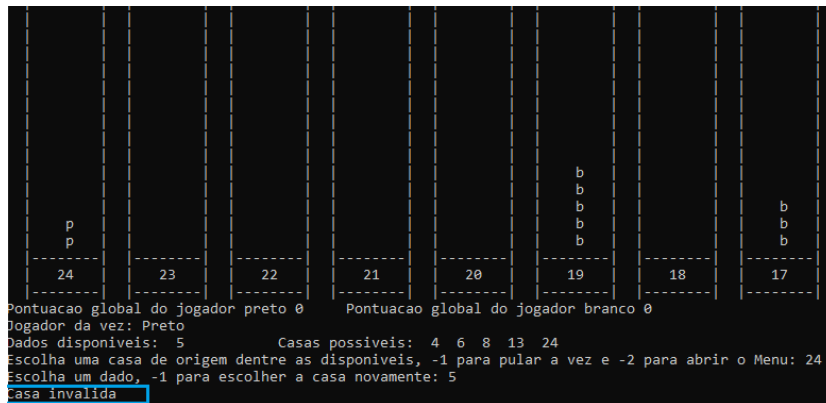 b
b
b b
p b b
p b b
24 23 22 21 20 19 18 17
Pontuacao global do jogador preto 0 Pontuacao global do jogador branco 0
Jogador da vez: Preto
Dados disponiveis: 5 Casas possiveis: 4 6 8 13 24
Escolha uma casa de origem dentre as disponiveis, -1 para pular a vez e -2 para abrir o Menu: 24
Escolha um dado, -1 para escolher a casa novamente: 5
Casa invalida